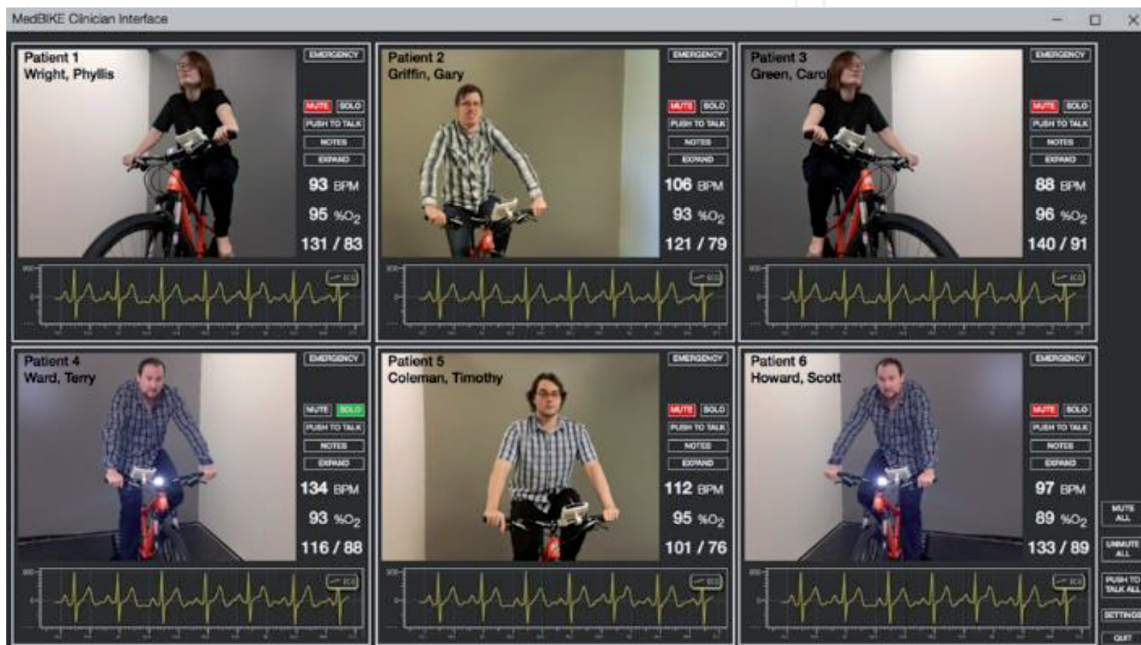 MedBIKE Clinician Interface
Patient 1
Wright, Phyllis
EMERGENCY
MUTE SOLO
PUSH TO TALK
NOTES
EXPAND
93 BPM
95 %O2
131 / 83
ECG
Patient 2
Griffin, Gary
EMERGENCY
MUTE SOLO
PUSH TO TALK
NOTES
EXPAND
106 BPM
93 %O2
121 / 79
ECG
Patient 3
Green, Caro
EMERGENCY
MUTE SOLO
PUSH TO TALK
NOTES
EXPAND
88 BPM
96 %O2
140 / 91
ECG
Patient 4
Ward, Terry
EMERGENCY
MUTE SOLO
PUSH TO TALK
NOTES
EXPAND
134 BPM
93 %O2
116 / 88
ECG
Patient 5
Coleman, Timothy
EMERGENCY
MUTE SOLO
PUSH TO TALK
NOTES
EXPAND
112 BPM
95 %O2
101 / 76
ECG
Patient 6
Howard, Scott
EMERGENCY
MUTE SOLO
PUSH TO TALK
NOTES
EXPAND
97 BPM
89 %O2
133 / 89
ECG
MUTE
ALL
UNMUTE
ALL
PUSH TO
TALK ALL
SETTINGS
QUIT